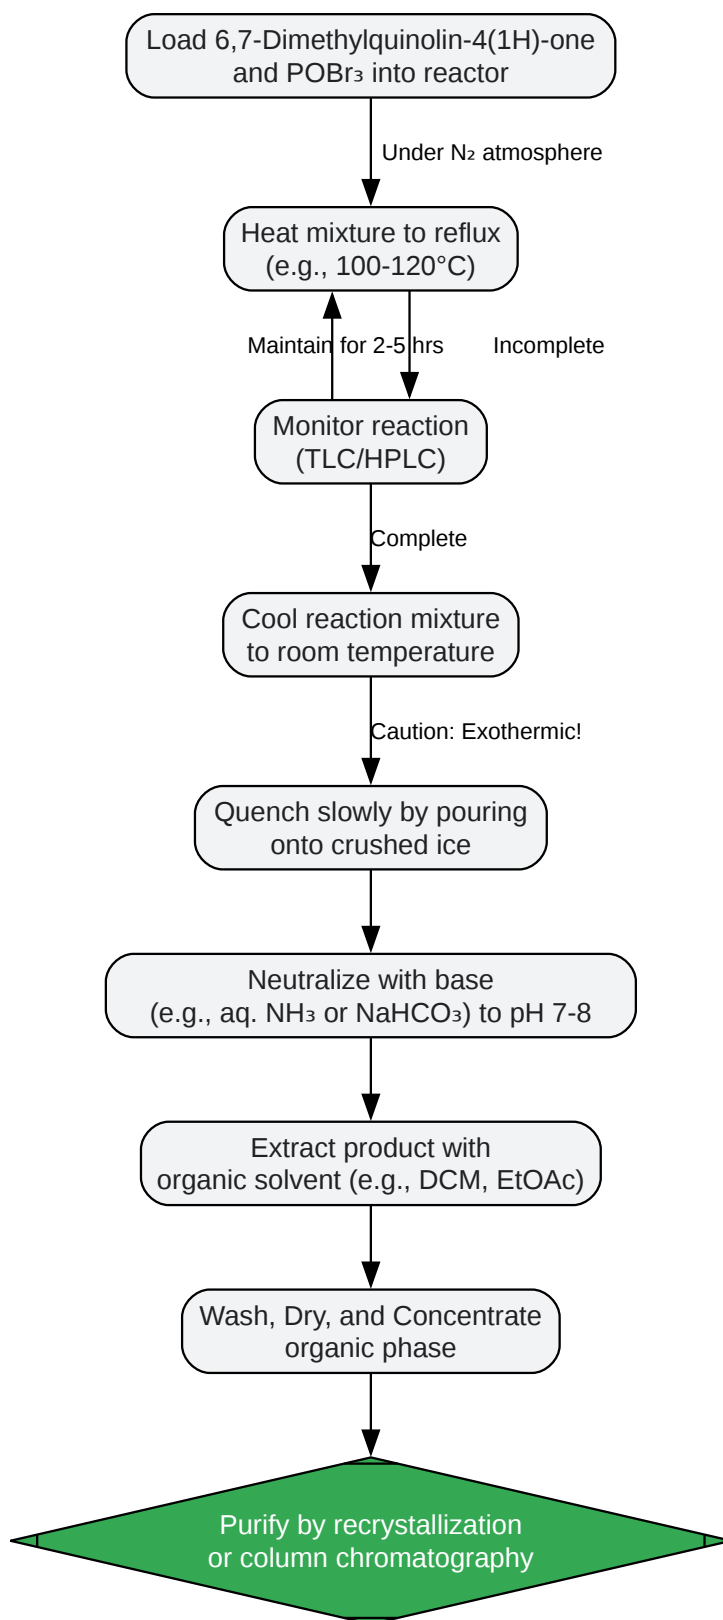 Load 6,7-Dimethylquinolin-4(1H)-one
and POBr₃ into reactor
Under N₂ atmosphere
Heat mixture to reflux
(e.g., 100-120°C)
Maintain for 2-5 hrs
Incomplete
Monitor reaction
(TLC/HPLC)
Complete
Cool reaction mixture
to room temperature
Caution: Exothermic!
Quench slowly by pouring
onto crushed ice
Neutralize with base
(e.g., aq. NH₃ or NaHCO₃) to pH 7-8
Extract product with
organic solvent (e.g., DCM, EtOAc)
Wash, Dry, and Concentrate
organic phase
Purify by recrystallization
or column chromatography